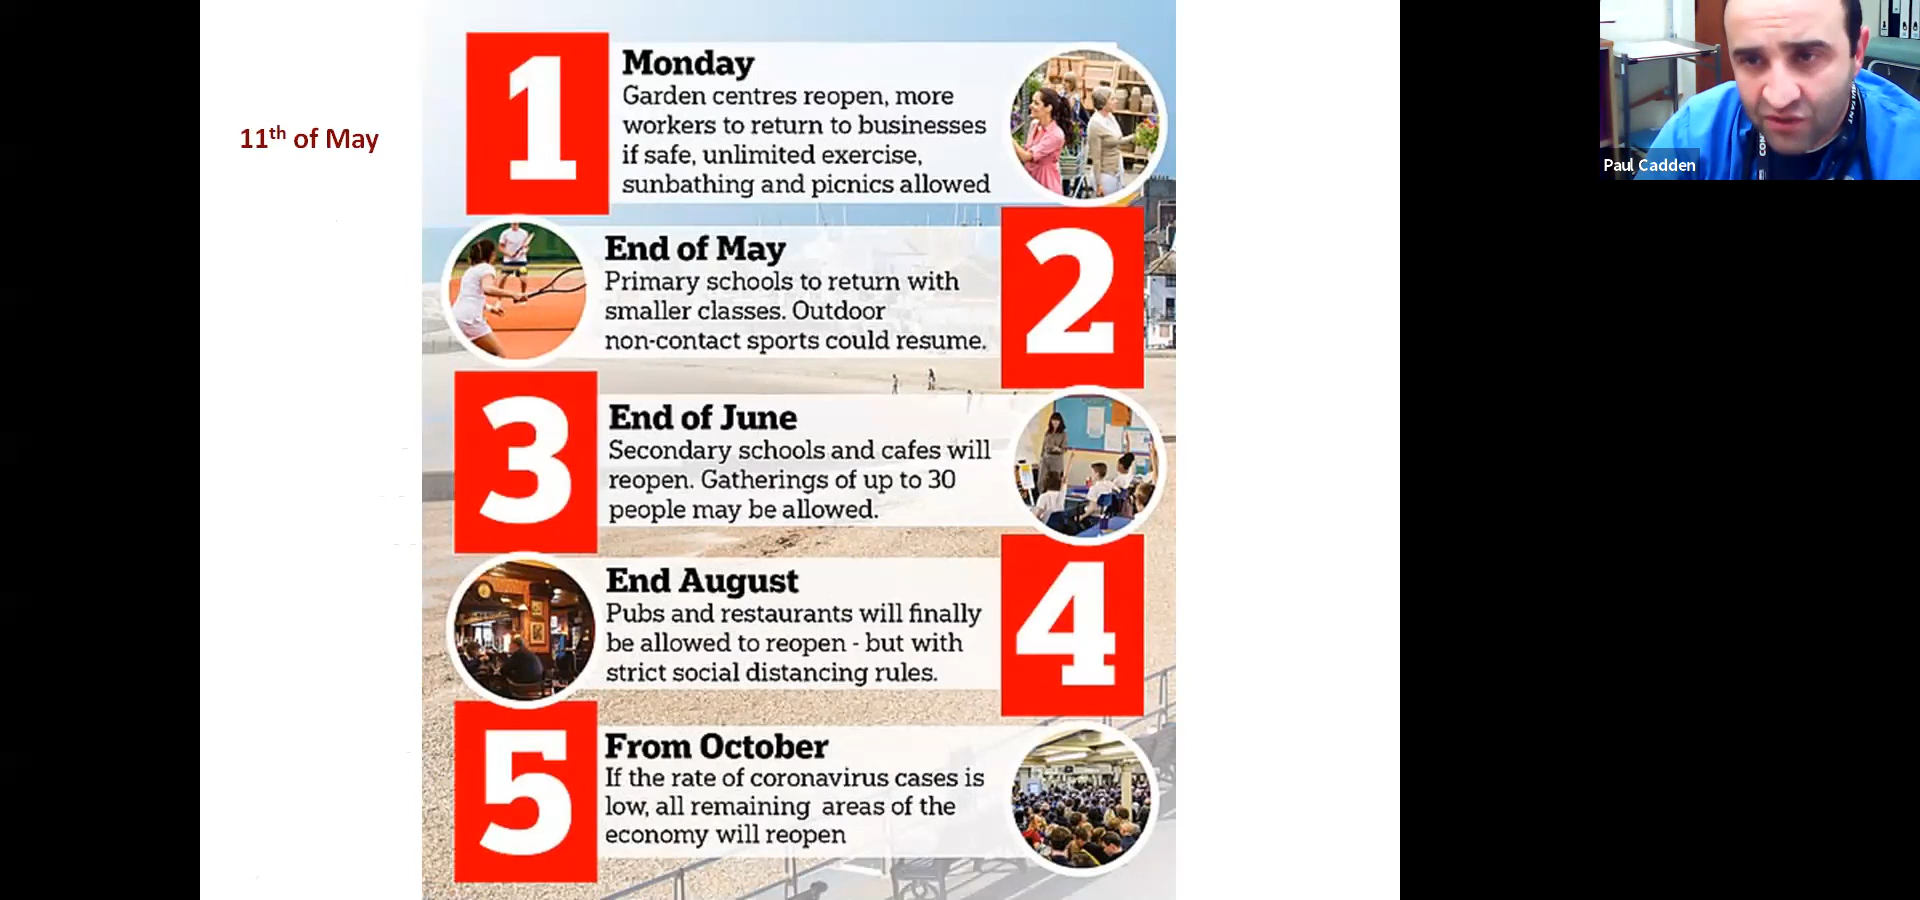 11th of May
1
Monday
Garden centres reopen, more
workers to return to businesses
if safe, unlimited exercise,
sunbathing and picnics allowed
2
End of May
Primary schools to return with
smaller classes. Outdoor
non-contact sports could resume.
3
End of June
Secondary schools and cafes will
reopen. Gatherings of up to 30
people may be allowed.
4
End August
Pubs and restaurants will finally
be allowed to reopen - but with
strict social distancing rules.
5
From October
If the rate of coronavirus cases is
low, all remaining areas of the
economy will reopen
Paul Cadden